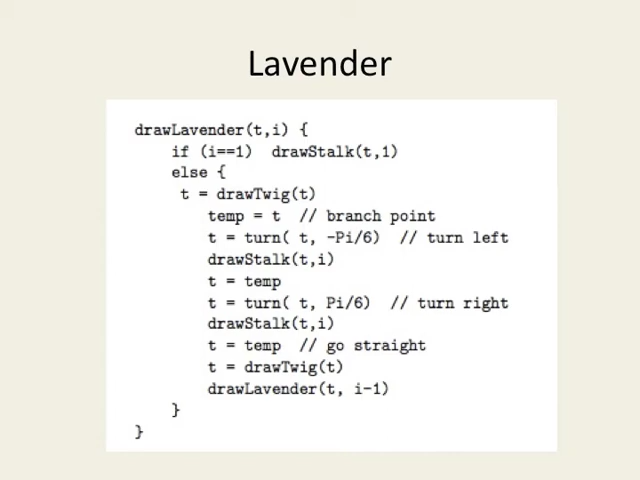 Lavender
drawLavender(t,i) {
if (i==1) drawStalk(t,1)
else {
t = drawTwig(t)
temp = t // branch point
t = turn( t, -Pi/6) // turn left
drawStalk(t,i)
t = temp
t = turn( t, Pi/6) // turn right
drawStalk(t,i)
t = temp // go straight
t = drawTwig(t)
drawLavender(t, i-1)
}
}